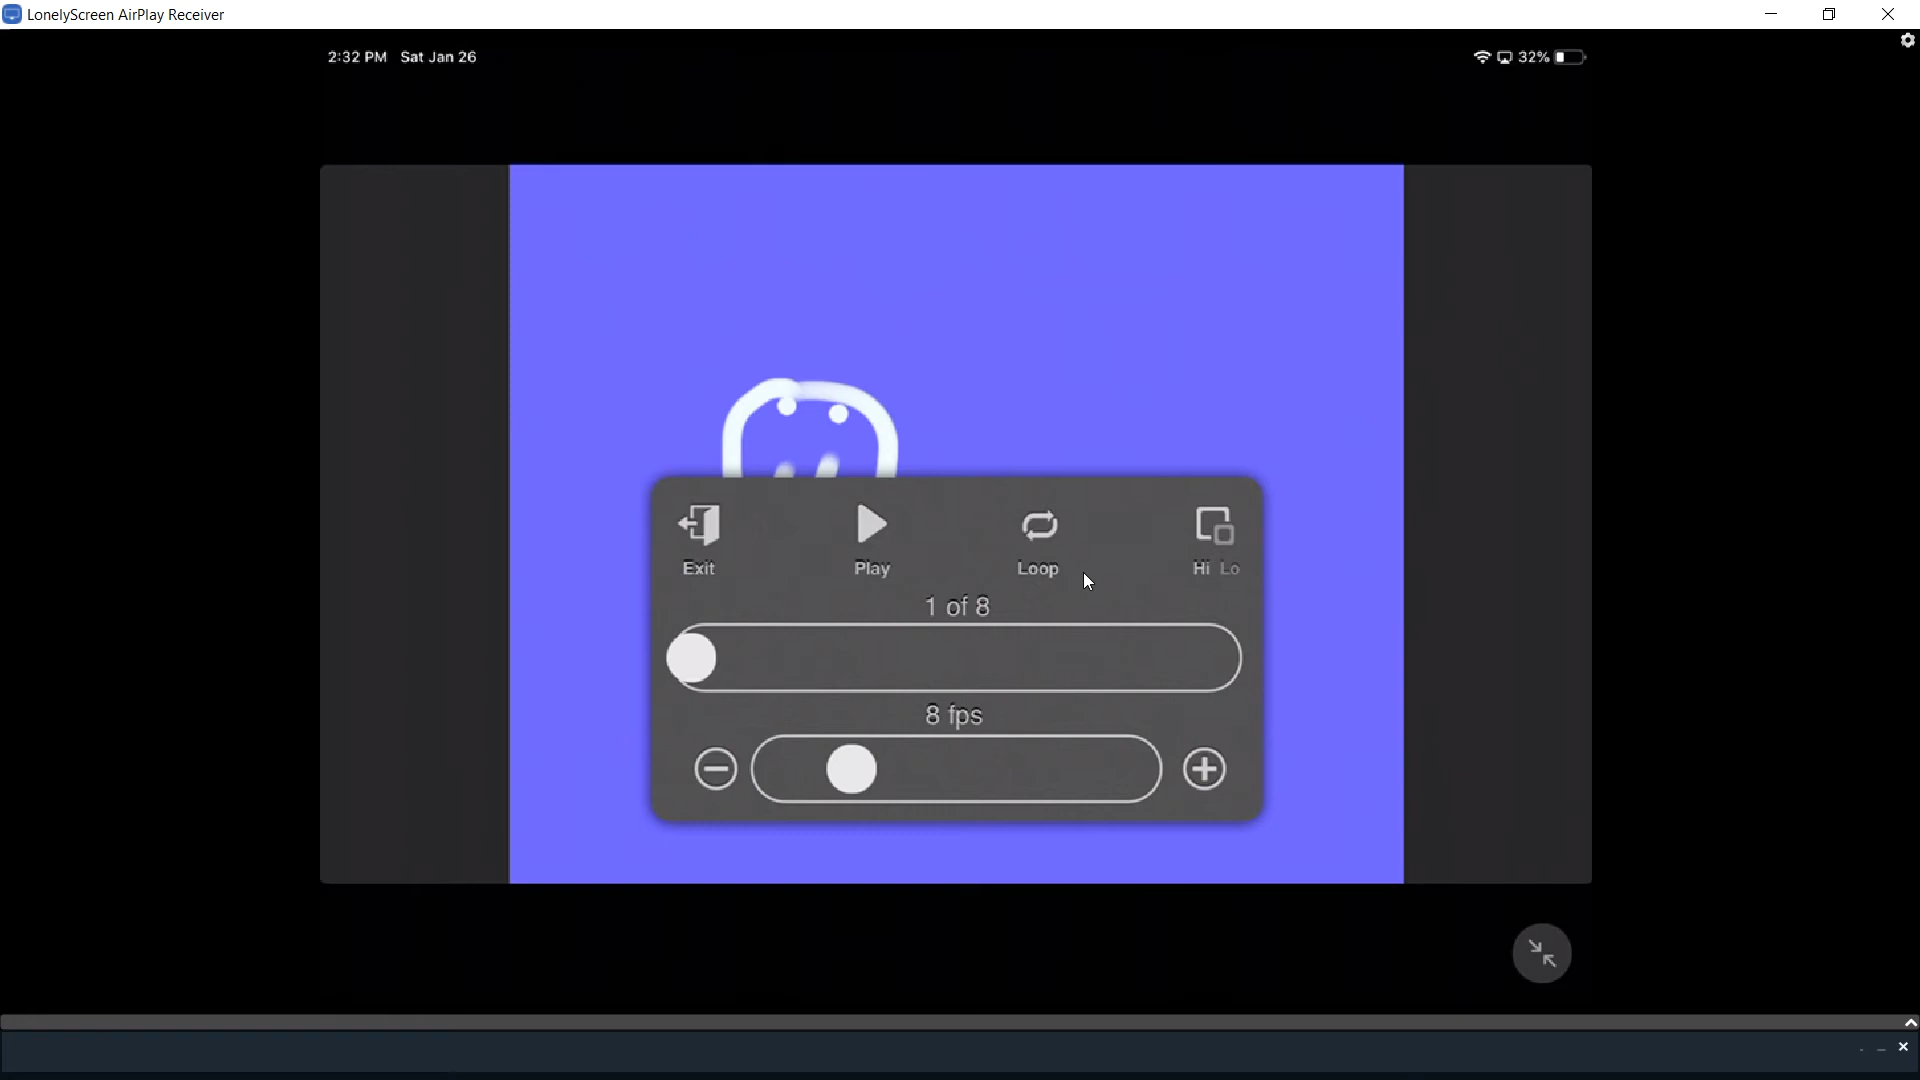 LonelyScreen AirPlay Receiver
2:32 PM Sat Jan 26
32%
Exit
Play
Loop
Hi Lo
1 of 8
8 fps